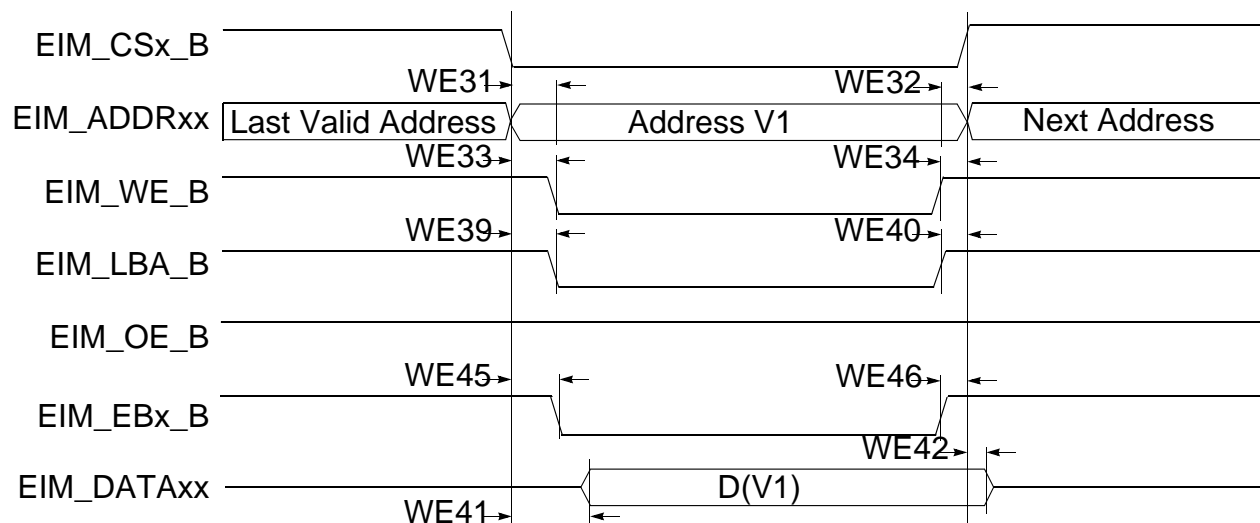 EIM_CSx_B
WE31
WE32
EIM_ADDRxx
Last Valid Address
Address V1
Next Address
WE33
WE34
EIM_WE_B
WE39
WE40
EIM_LBA_B
EIM_OE_B
WE45
WE46
EIM_EBx_B
WE42
EIM_DATAxx
D(V1)
WE41